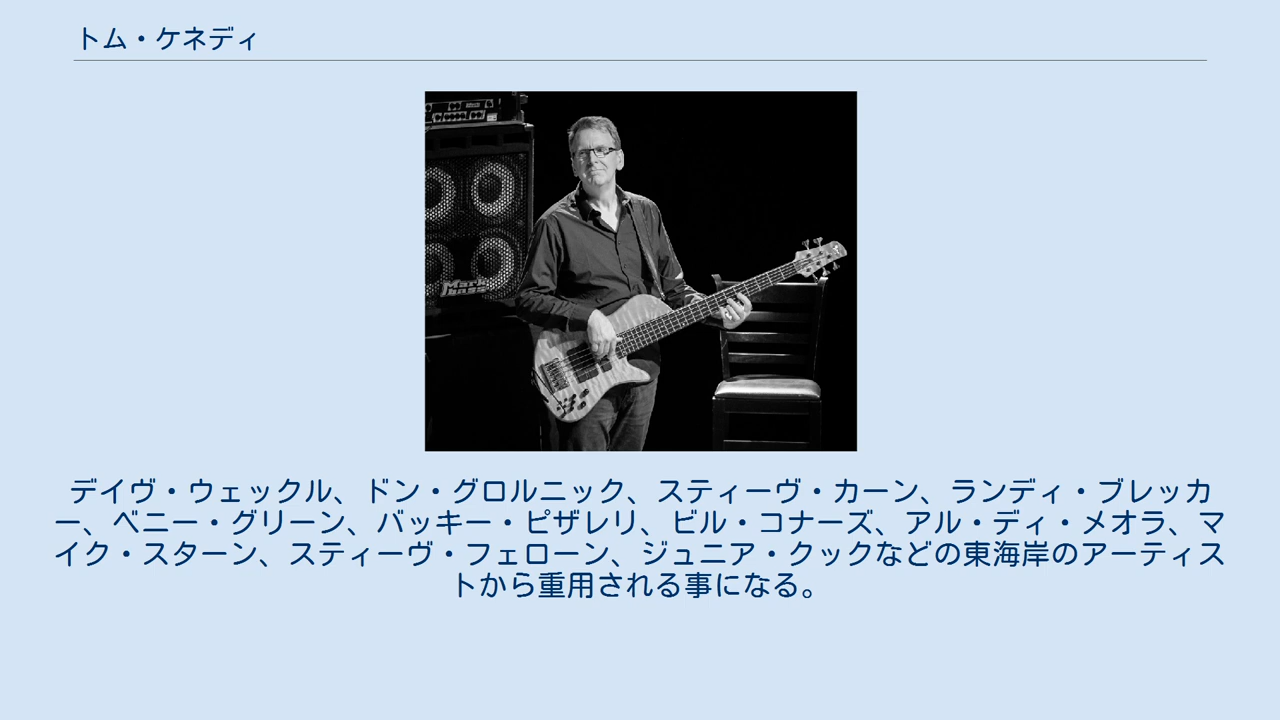 トム・ケネディ
Mark
bass
デイヴ・ウェックル、ドン・グロルニック、スティーヴ・カーン、ランディ・ブレッカ
ー、ベニー・グリーン、バッキー・ピザレリ、ビル・コナーズ、アル・ディ・メオラ、マ
イク・スターン、スティーヴ・フェローン、ジュニア・クックなどの東海岸のアーティス
トから重用される事になる。